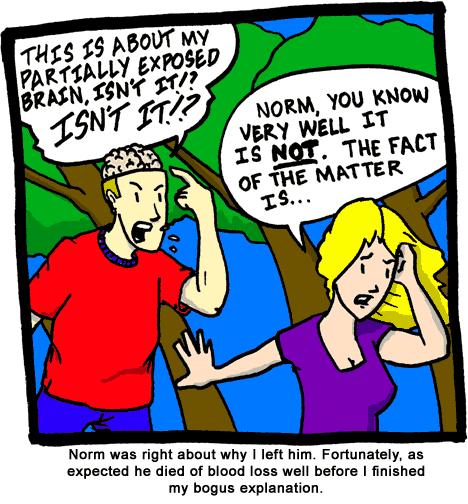 THIS IS ABOUT MY
PARTIALLY EXPOSED
BRAIN, ISN'T IT!?
ISN'T IT!?
NORM, YOU KNOW
VERY WELL IT
IS NOT. THE FACT
OF THE MATTER
IS...
Norm was right about why I left him. Fortunately, as
expected he died of blood loss well before I finished
my bogus explanation.